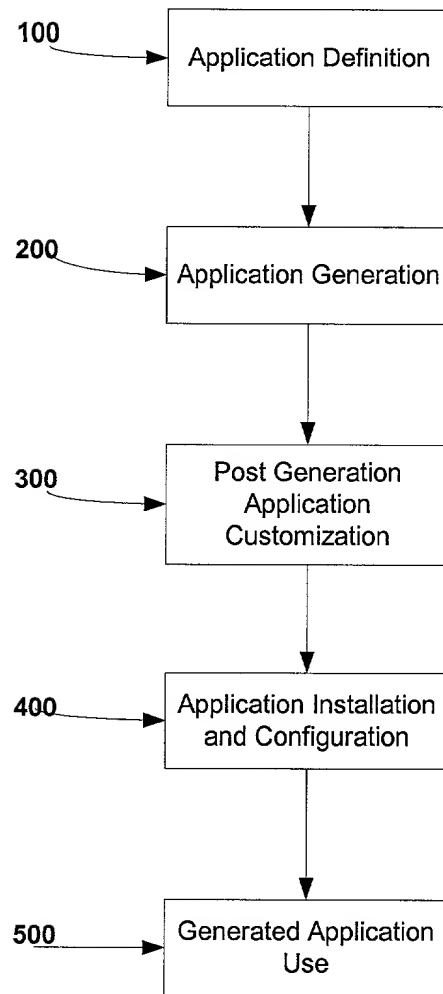 100
Application Definition
200
Application Generation
300
Post Generation
Application
Customization
400
Application Installation
and Configuration
500
Generated Application
Use